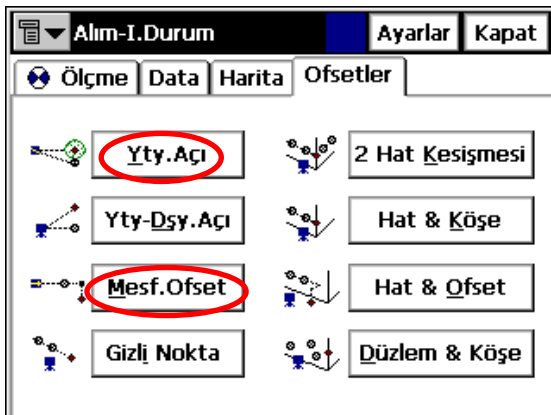 Alım-I.Durum Ayarlar Kapat
Ölçme Data Harita Ofsetler
Yty.Açı 2 Hat Kesişmesi
Yty-Dşy.Açı Hat & Köşe
Mesf.Ofset Hat & Ofset
Gizli Nokta Düzlem & Köşe